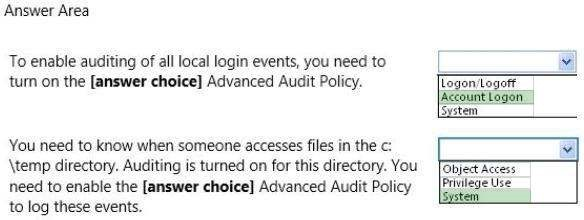 Answer Area
To enable auditing of all local login events, you need to
turn on the [answer choice] Advanced Audit Policy.
Logon/Logoff
Account Logon
System
You need to know when someone accesses files in the c:
\temp directory. Auditing is turned on for this directory. You
need to enable the [answer choice] Advanced Audit Policy
to log these events.
Object Access
Privilege Use
System